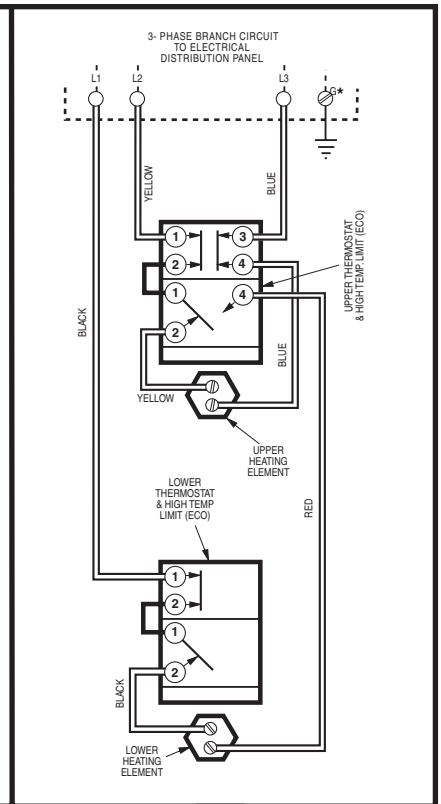 3- PHASE BRANCH CIRCUIT
TO ELECTRICAL
DISTRIBUTION PANEL
L1 L2 L3 G*
YELLOW
BLUE
1 3
2 4
1 4
2
UPPER THERMOSTAT
& HIGH TEMP. LIMIT (ECO)
BLACK
BLUE
YELLOW
UPPER
HEATING
ELEMENT
LOWER
THERMOSTAT
& HIGH TEMP
LIMIT (ECO)
RED
1
2
1
2
BLACK
LOWER
HEATING
ELEMENT